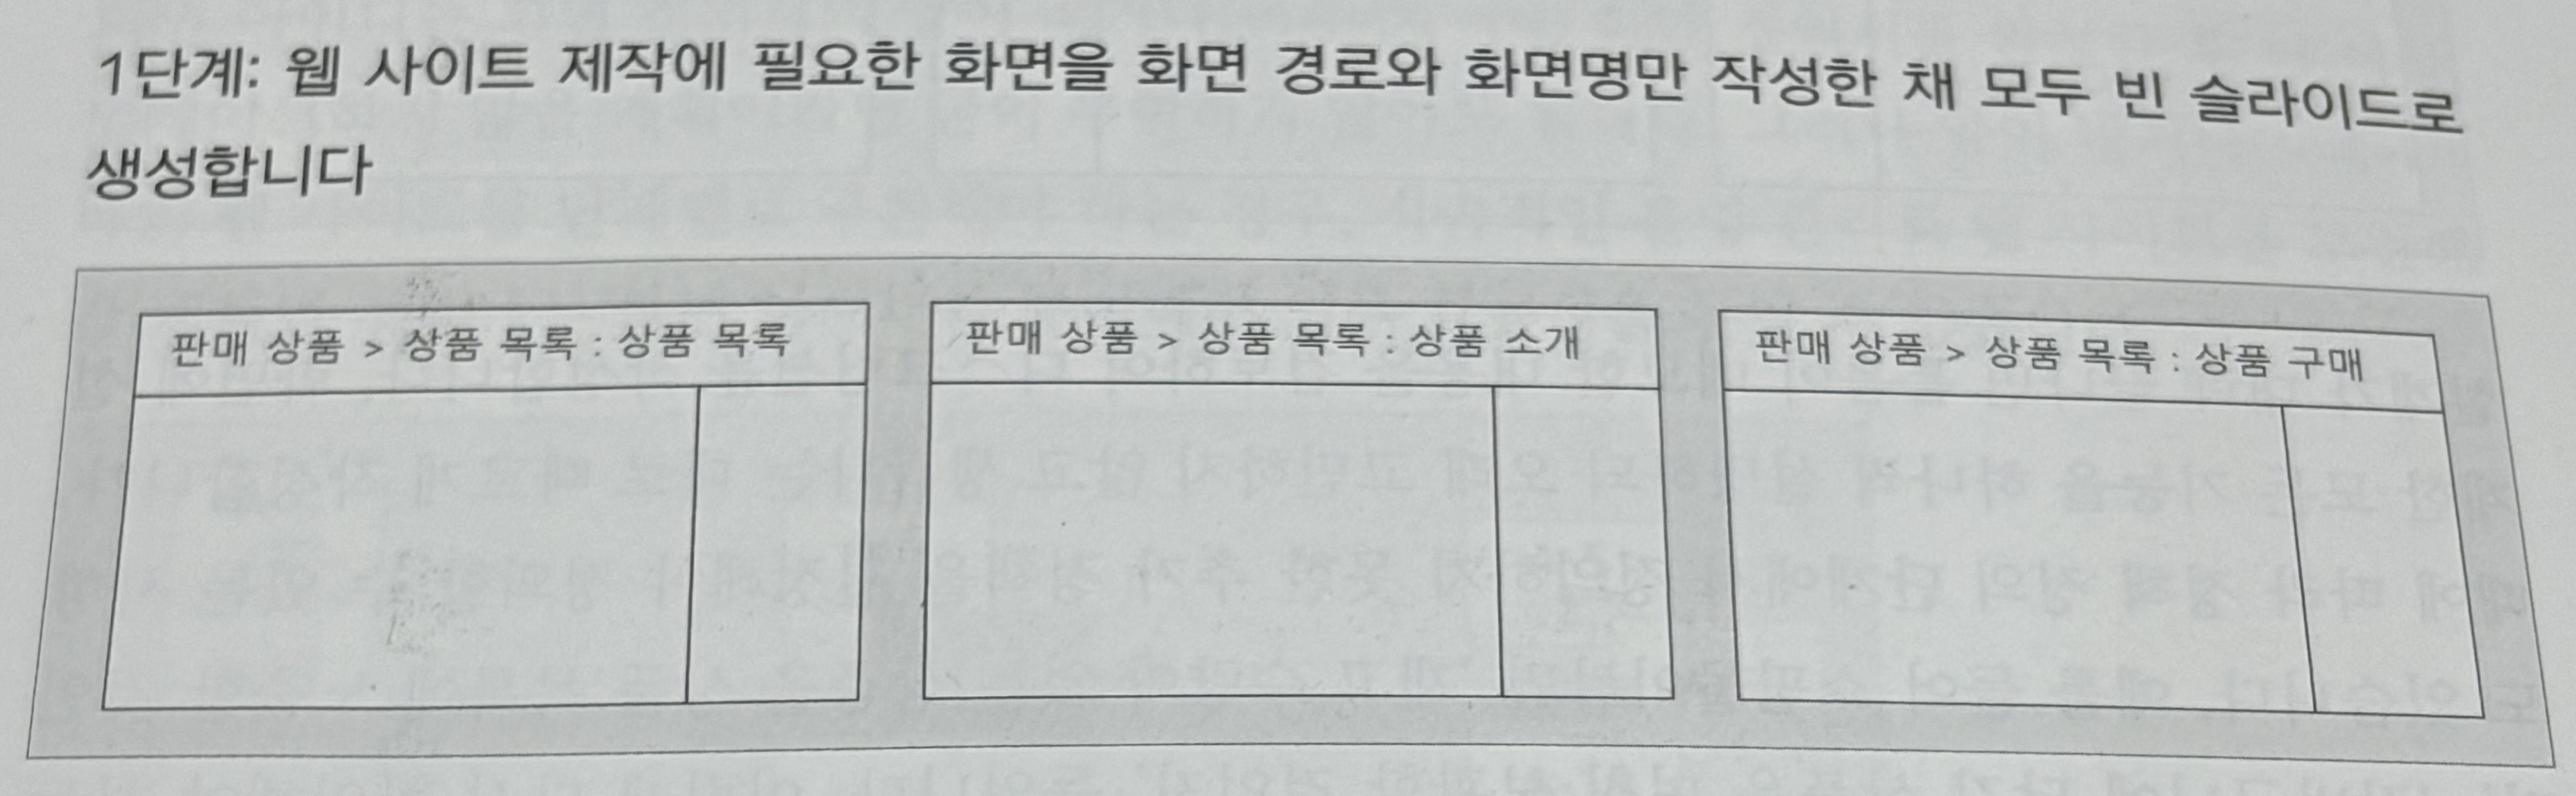 1단계: 웹 사이트 제작에 필요한 화면을 화면 경로와 화면명만 작성한 채 모두 빈 슬라이드로
생성합니다
판매 상품 > 상품 목록 : 상품 목록
판매 상품 > 상품 목록 : 상품 소개
판매 상품 > 상품 목록 : 상품 구매